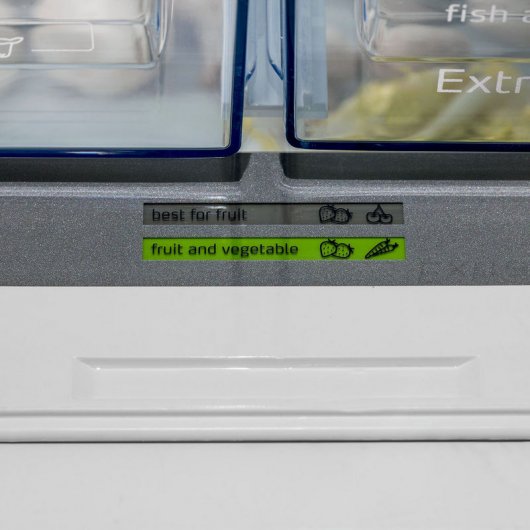 fish a
Extr
best for fruit
fruit and vegetable